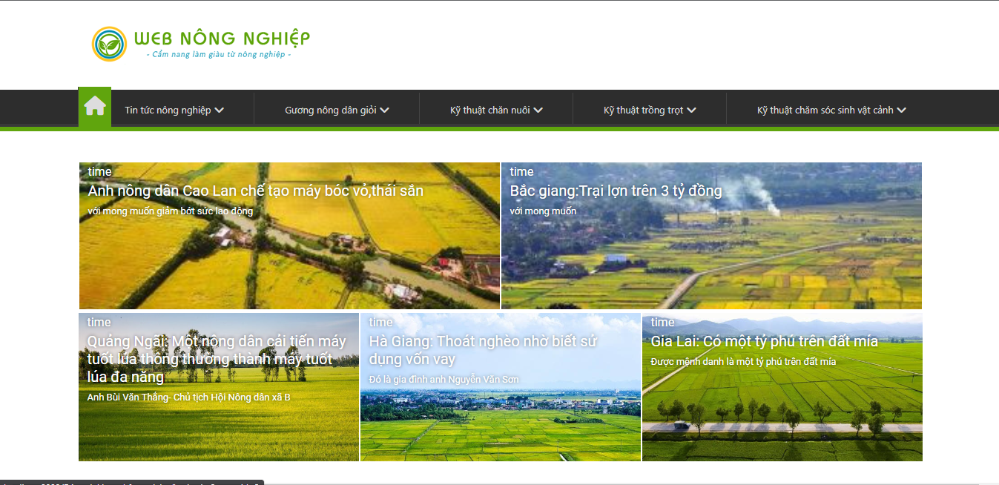 WEB NÔNG NGHIỆP
- Cẩm nang làm giàu từ nông nghiệp -
Tin tức nông nghiệp
Gương nông dân giỏi
Kỹ thuật chăn nuôi
Kỹ thuật trồng trọt
Kỹ thuật chăm sóc sinh vật cảnh
time
Anh nông dân Cao Lan chế tạo máy bóc vỏ,thái sắn
với mong muốn giảm bớt sức lao động
time
Bắc giang:Trại lợn trên 3 tỷ đồng
với mong muốn
time
Quảng Ngãi: Một nông dân cải tiến máy
tuốt lúa thông thường thành máy tuốt
lúa đa năng
Anh Bùi Văn Thắng- Chủ tịch Hội Nông dân xã B
time
Hà Giang: Thoát nghèo nhờ biết sử
dụng vốn vay
Đó là gia đình anh Nguyễn Văn Sơn
time
Gia Lai: Có một tỷ phú trên đất mía
Được mệnh danh là một tỷ phú trên đất mía